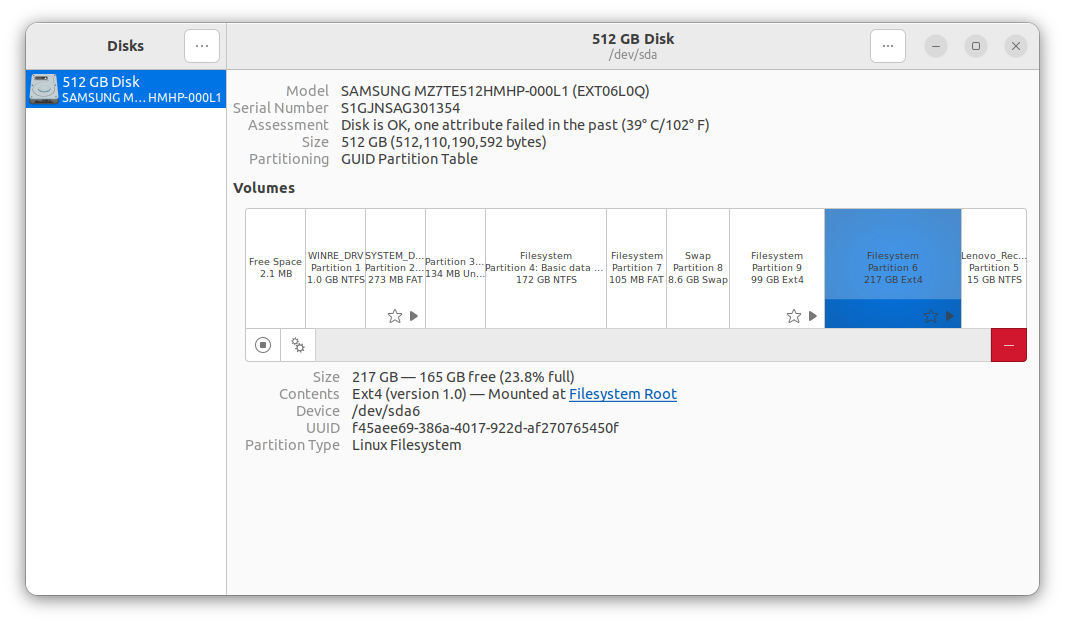 Disks
512 GB Disk
/dev/sda
512 GB Disk
SAMSUNG M… HMHP-000L1
Model SAMSUNG MZ7TE512HMHP-000L1 (EXT06L0Q)
Serial Number S1GJNSAG301354
Assessment Disk is OK, one attribute failed in the past (39° C/102° F)
Size 512 GB (512,110,190,592 bytes)
Partitioning GUID Partition Table
Volumes
Free Space
2.1 MB
WINRE_DRV
Partition 1
1.0 GB NTFS
SYSTEM_D…
Partition 2…
273 MB FAT
Partition 3…
134 MB Un…
Filesystem
Partition 4: Basic data …
172 GB NTFS
Filesystem
Partition 7
105 MB FAT
Swap
Partition 8
8.6 GB Swap
Filesystem
Partition 9
99 GB Ext4
Filesystem
Partition 6
217 GB Ext4
Lenovo_Rec…
Partition 5
15 GB NTFS
Size 217 GB — 165 GB free (23.8% full)
Contents Ext4 (version 1.0) — Mounted at Filesystem Root
Device /dev/sda6
UUID f45aee69-386a-4017-922d-af270765450f
Partition Type Linux Filesystem